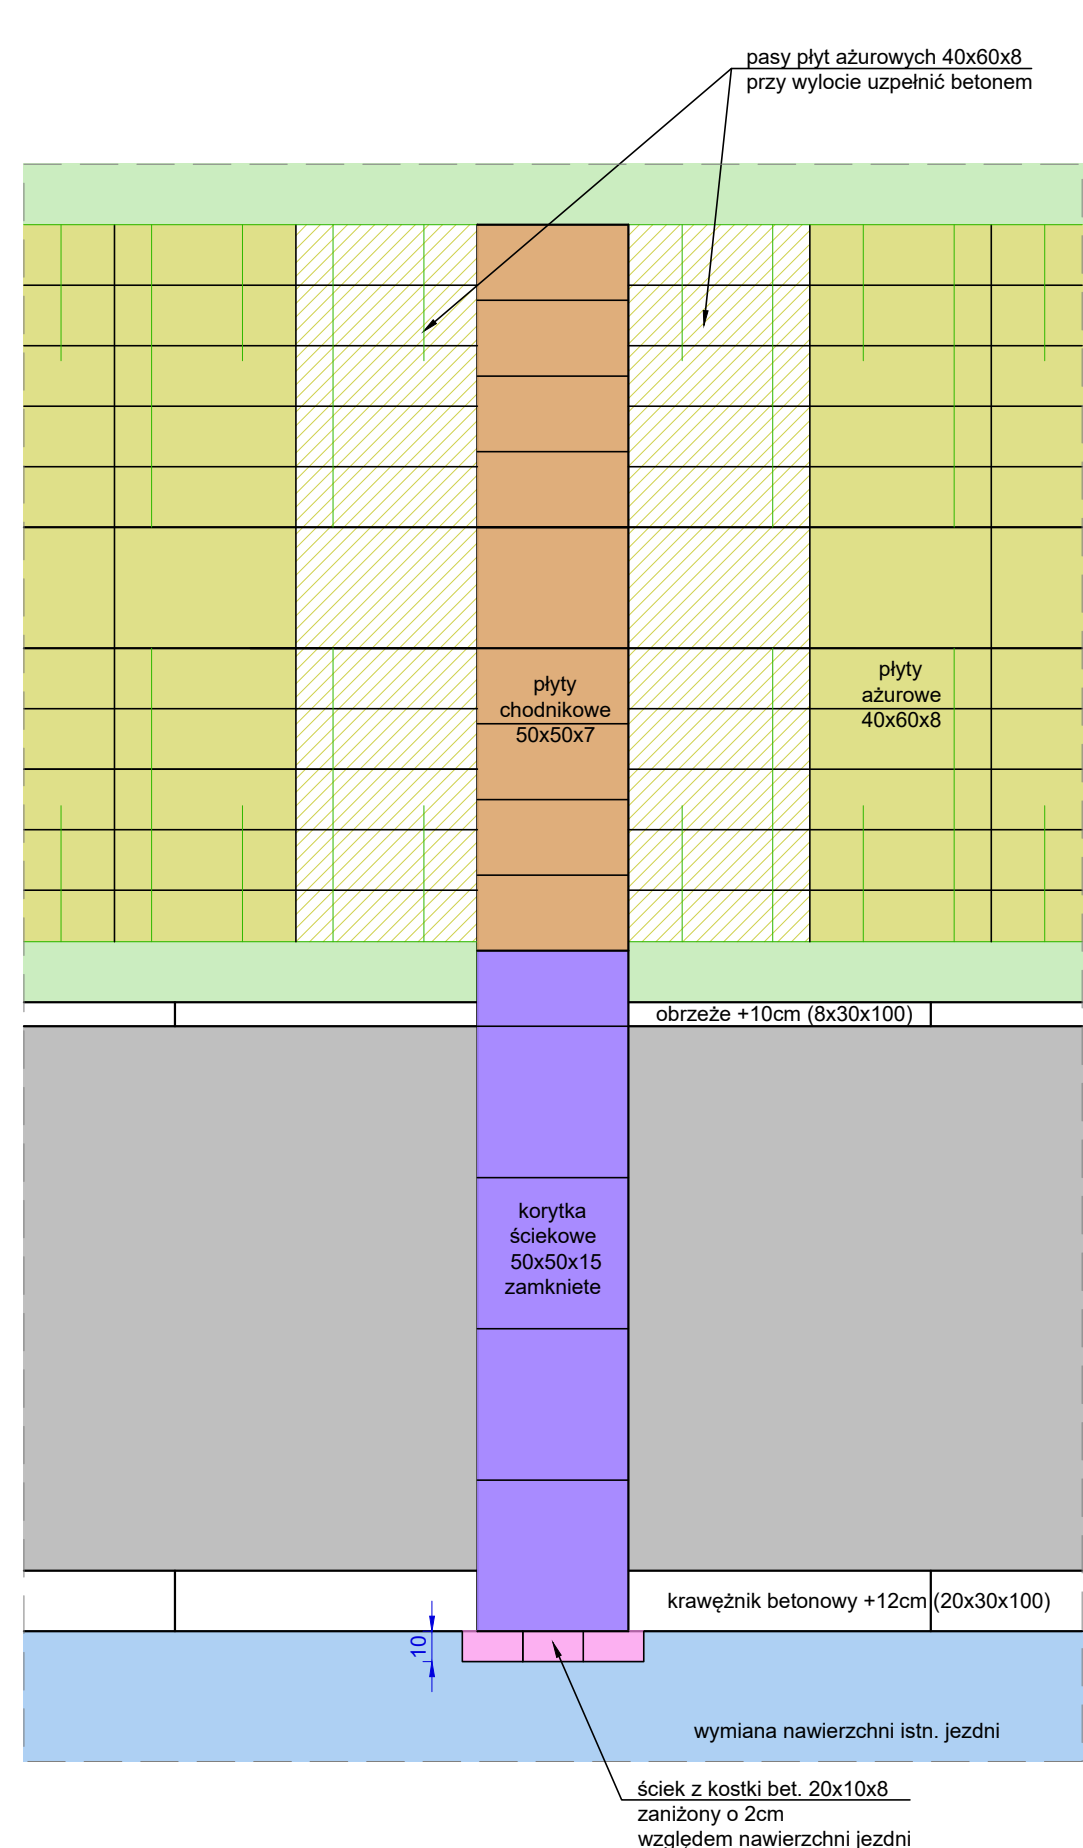 pasy płyt ażurowych 40x60x8
przy wylocie uzpełnić betonem
płyty
chodnikowe
50x50x7
płyty
ażurowe
40x60x8
obrzeże +10cm (8x30x100)
korytka
ściekowe
50x50x15
zamkniete
krawężnik betonowy +12cm (20x30x100)
10
wymiana nawierzchni istn. jezdni
ściek z kostki bet. 20x10x8
zaniżony o 2cm
względem nawierzchni jezdni